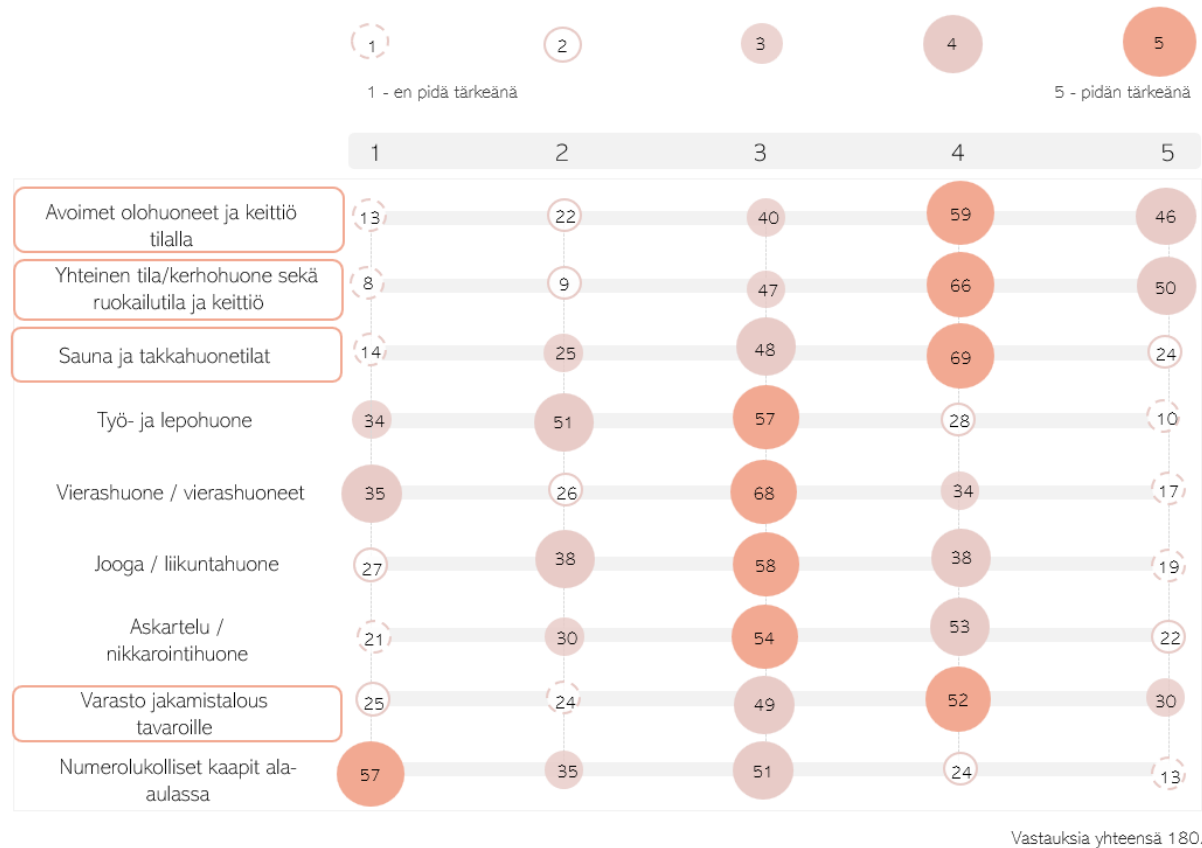 1 2 3 4 5
1 - en pidä tärkeänä 5 - pidän tärkeänä
1 2 3 4 5
Avoimet olohuoneet ja keittiö
tilalla
13 22 40 59 46
Yhteinen tila/kerhohuone sekä
ruokailutila ja keittiö
8 9 47 66 50
Sauna ja takkahuonetilat 14 25 48 69 24
Työ- ja lepohuone 34 51 57 28 10
Vierashuone / vierashuoneet 35 26 68 34 17
Jooga / liikuntahuone 27 38 58 38 19
Askartelu /
nikkarointihuone
21 30 54 53 22
Varasto jakamistalous
tavaroille
25 24 49 52 30
Numerolukolliset kaapit ala-
aulassa
57 35 51 24 13
Vastauksia yhteensä 180.